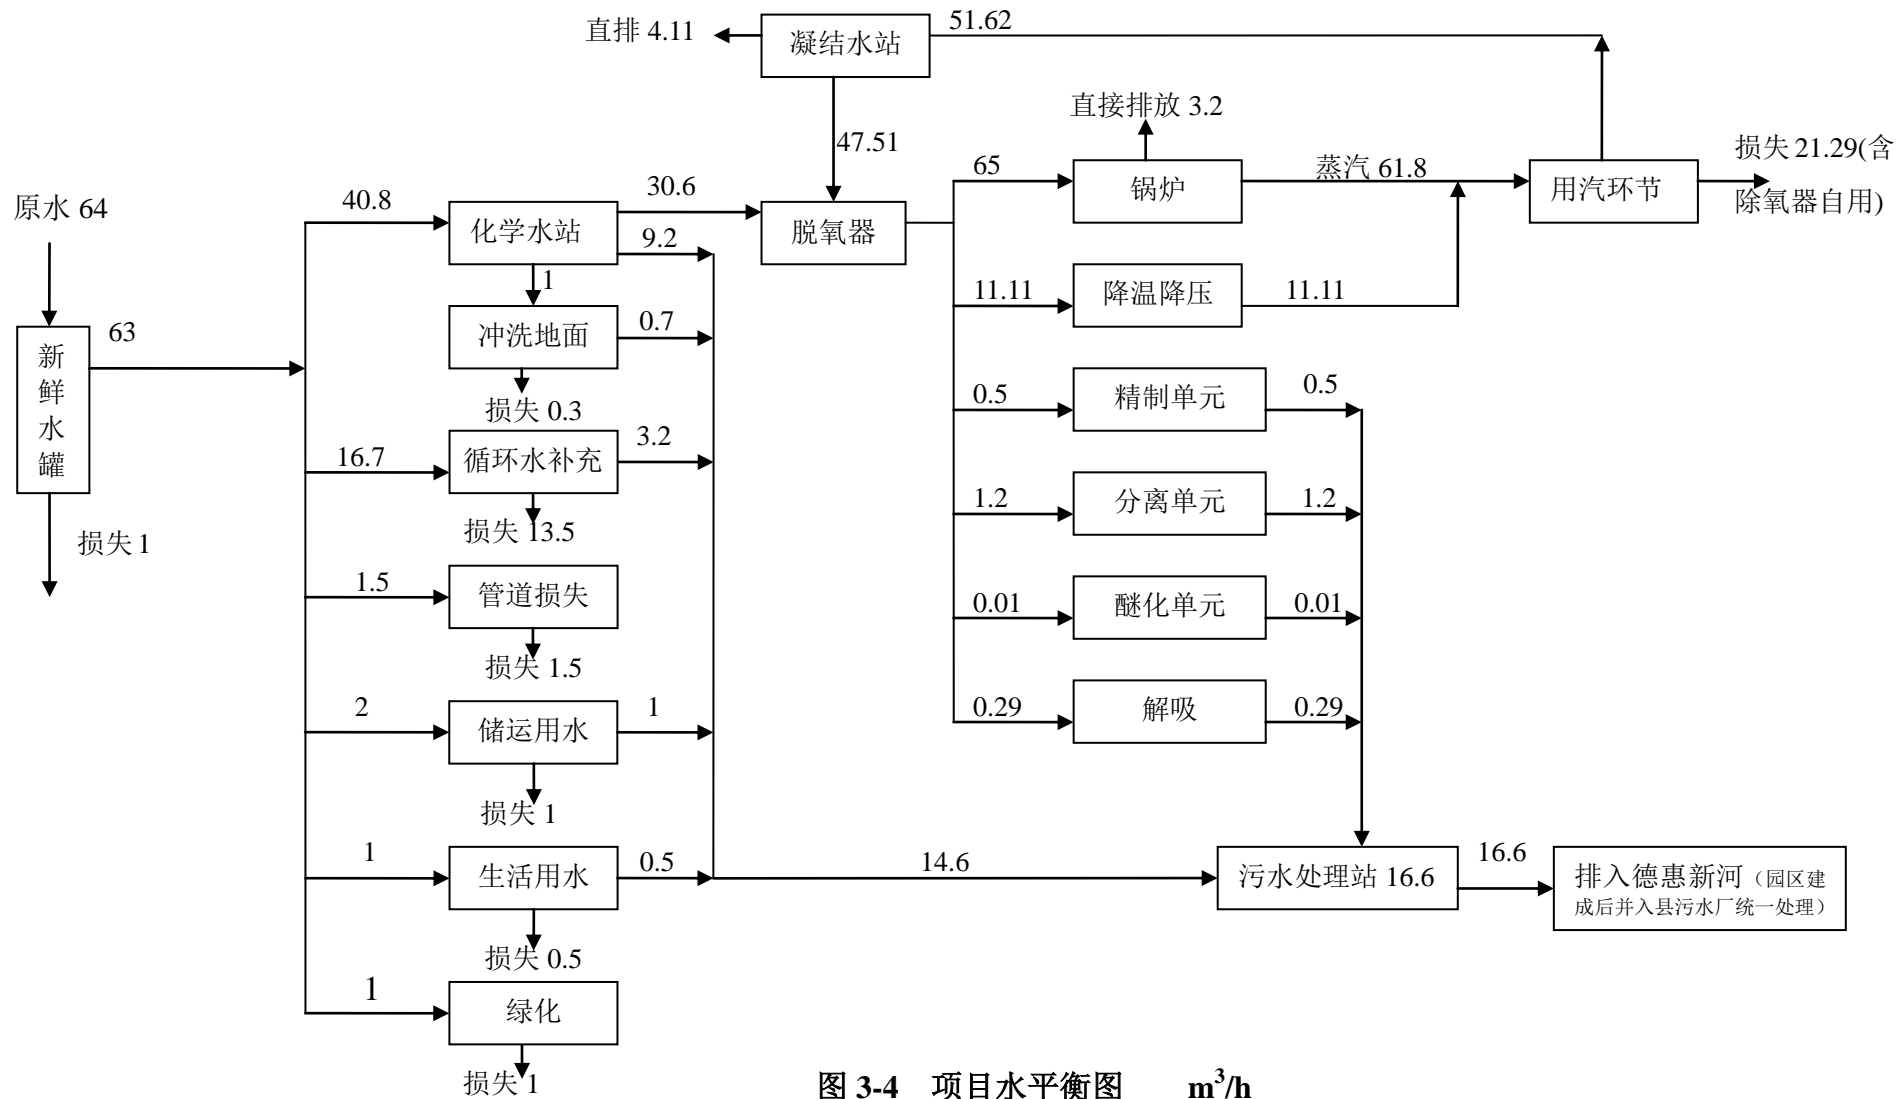 直排 4.11
凝结水站
51.62
47.51
直接排放 3.2
原水 64
新
鲜
水
罐
63
损失 1
40.8
化学水站
30.6
9.2
脱氧器
65
锅炉
蒸汽 61.8
用汽环节
损失 21.29(含
除氧器自用)
1
冲洗地面
0.7
损失 0.3
11.11
降温降压
11.11
16.7
循环水补充
3.2
损失 13.5
0.5
精制单元
0.5
1.2
分离单元
1.2
1.5
管道损失
损失 1.5
0.01
醚化单元
0.01
2
储运用水
1
损失 1
0.29
解吸
0.29
1
生活用水
0.5
损失 0.5
14.6
污水处理站 16.6
16.6
排入德惠新河（园区建
成后并入县污水厂统一处理）
1
绿化
损失 1
图 3-4 项目水平衡图 m³/h